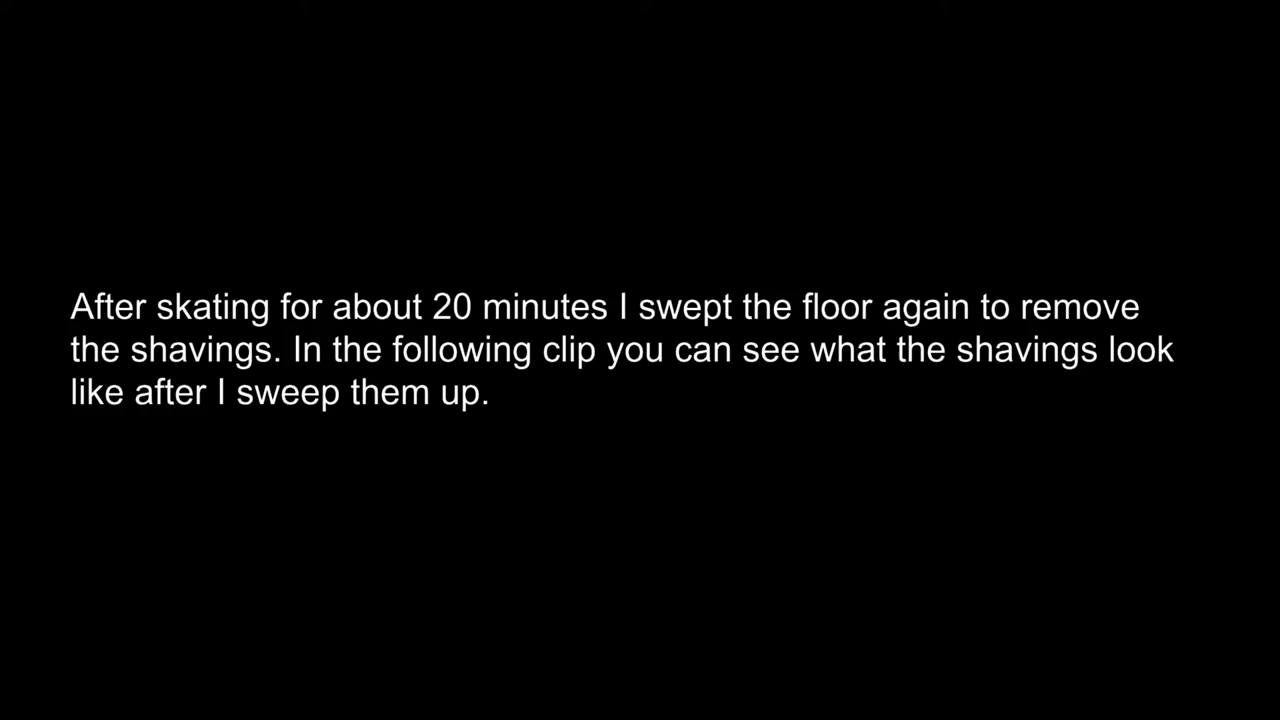 After skating for about 20 minutes I swept the floor again to remove
the shavings. In the following clip you can see what the shavings look
like after I sweep them up.